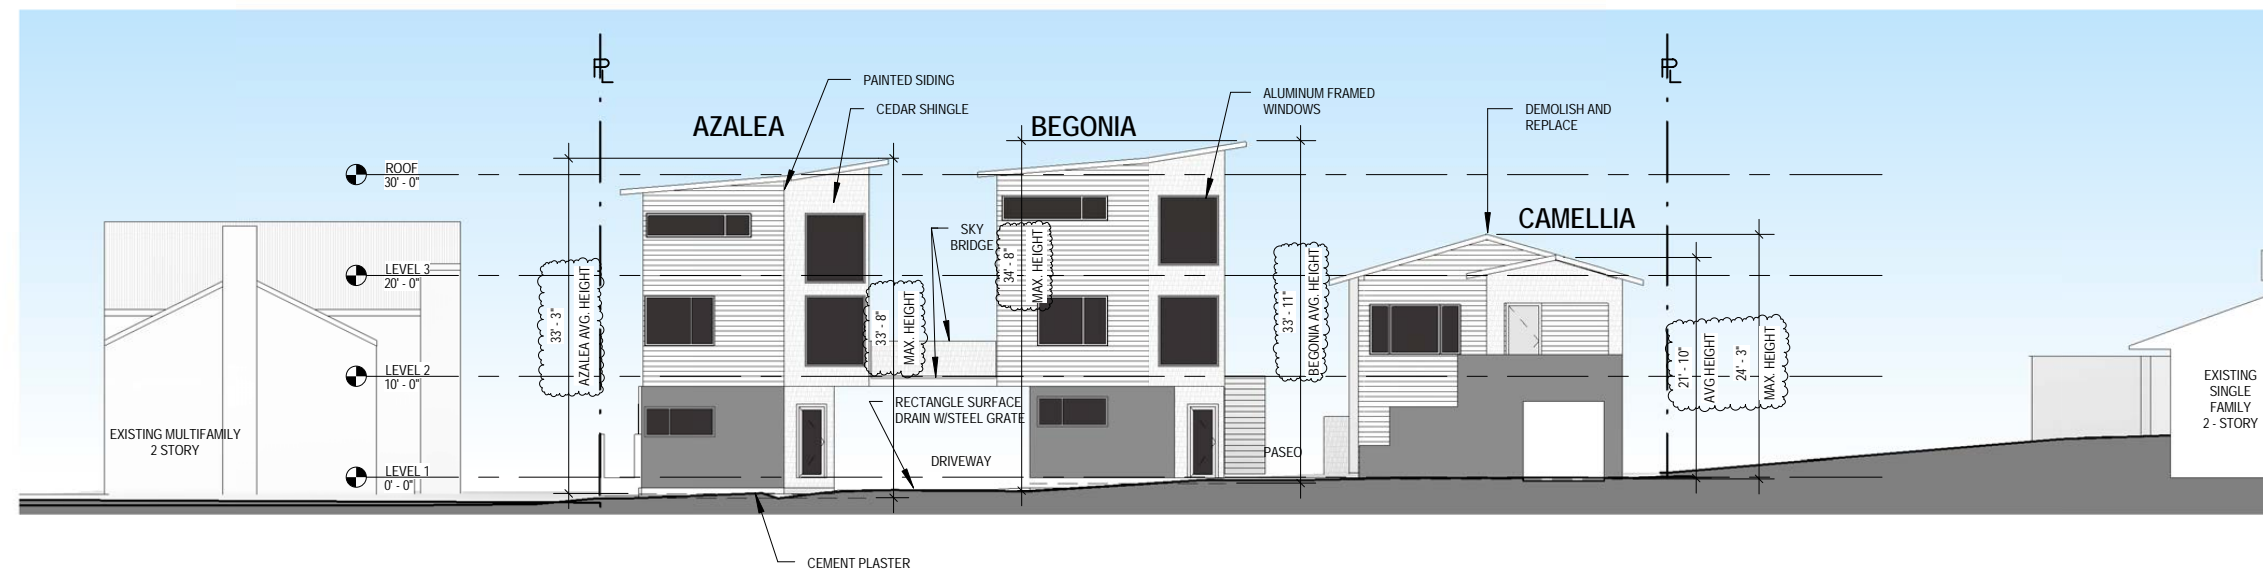 PL
PL
PAINTED SIDING
CEDAR SHINGLE
ALUMINUM FRAMED
WINDOWS
DEMOLISH AND
REPLACE
AZALEA
BEGONIA
CAMELLIA
ROOF
30' - 0"
LEVEL 3
20' - 0"
LEVEL 2
10' - 0"
LEVEL 1
0' - 0"
SKY
BRIDGE
33' - 3"
AZALEA AVG. HEIGHT
33' - 8"
MAX. HEIGHT
34' - 8"
MAX. HEIGHT
33' - 11"
BEGONIA AVG. HEIGHT
21' - 10"
AVG HEIGHT
24' - 3"
MAX. HEIGHT
EXISTING MULTIFAMILY
2 STORY
RECTANGLE SURFACE
DRAIN W/STEEL GRATE
DRIVEWAY
PASEO
EXISTING
SINGLE
FAMILY
2 - STORY
CEMENT PLASTER